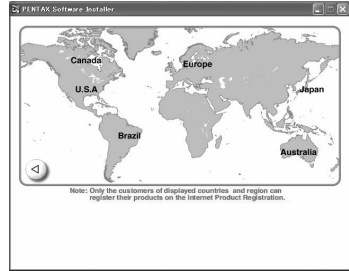 PENTAX Software Installer
Canada
Europe
U.S.A
Japan
Brazil
Australia
Note: Only the customers of displayed countries and region can
register their products on the Internet Product Registration.